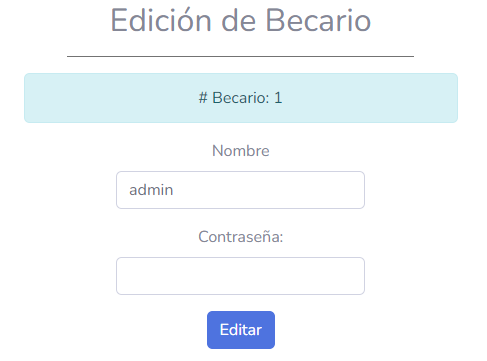 Edición de Becario
# Becario: 1
Nombre
admin
Contraseña:
Editar